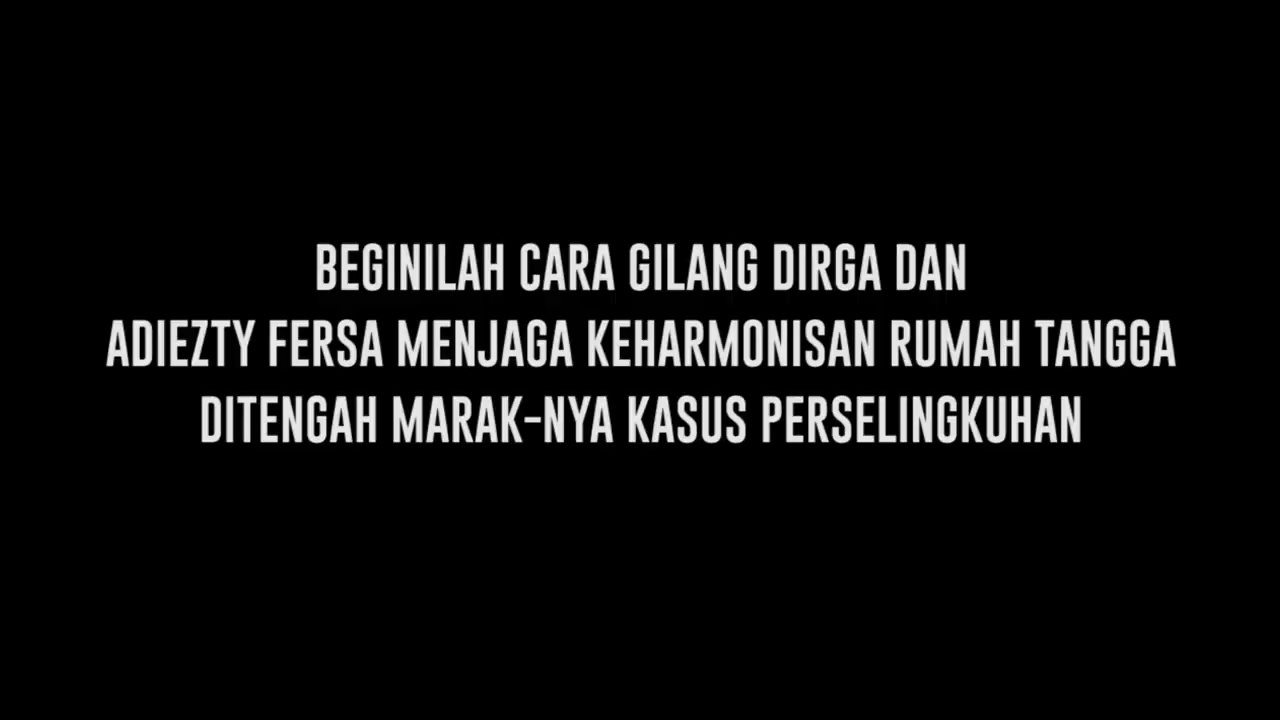 BEGINILAH CARA GILANG DIRGA DAN
ADIEZTY FERSA MENJAGA KEHARMONISAN RUMAH TANGGA
DITENGAH MARAK-NYA KASUS PERSELINGKUHAN